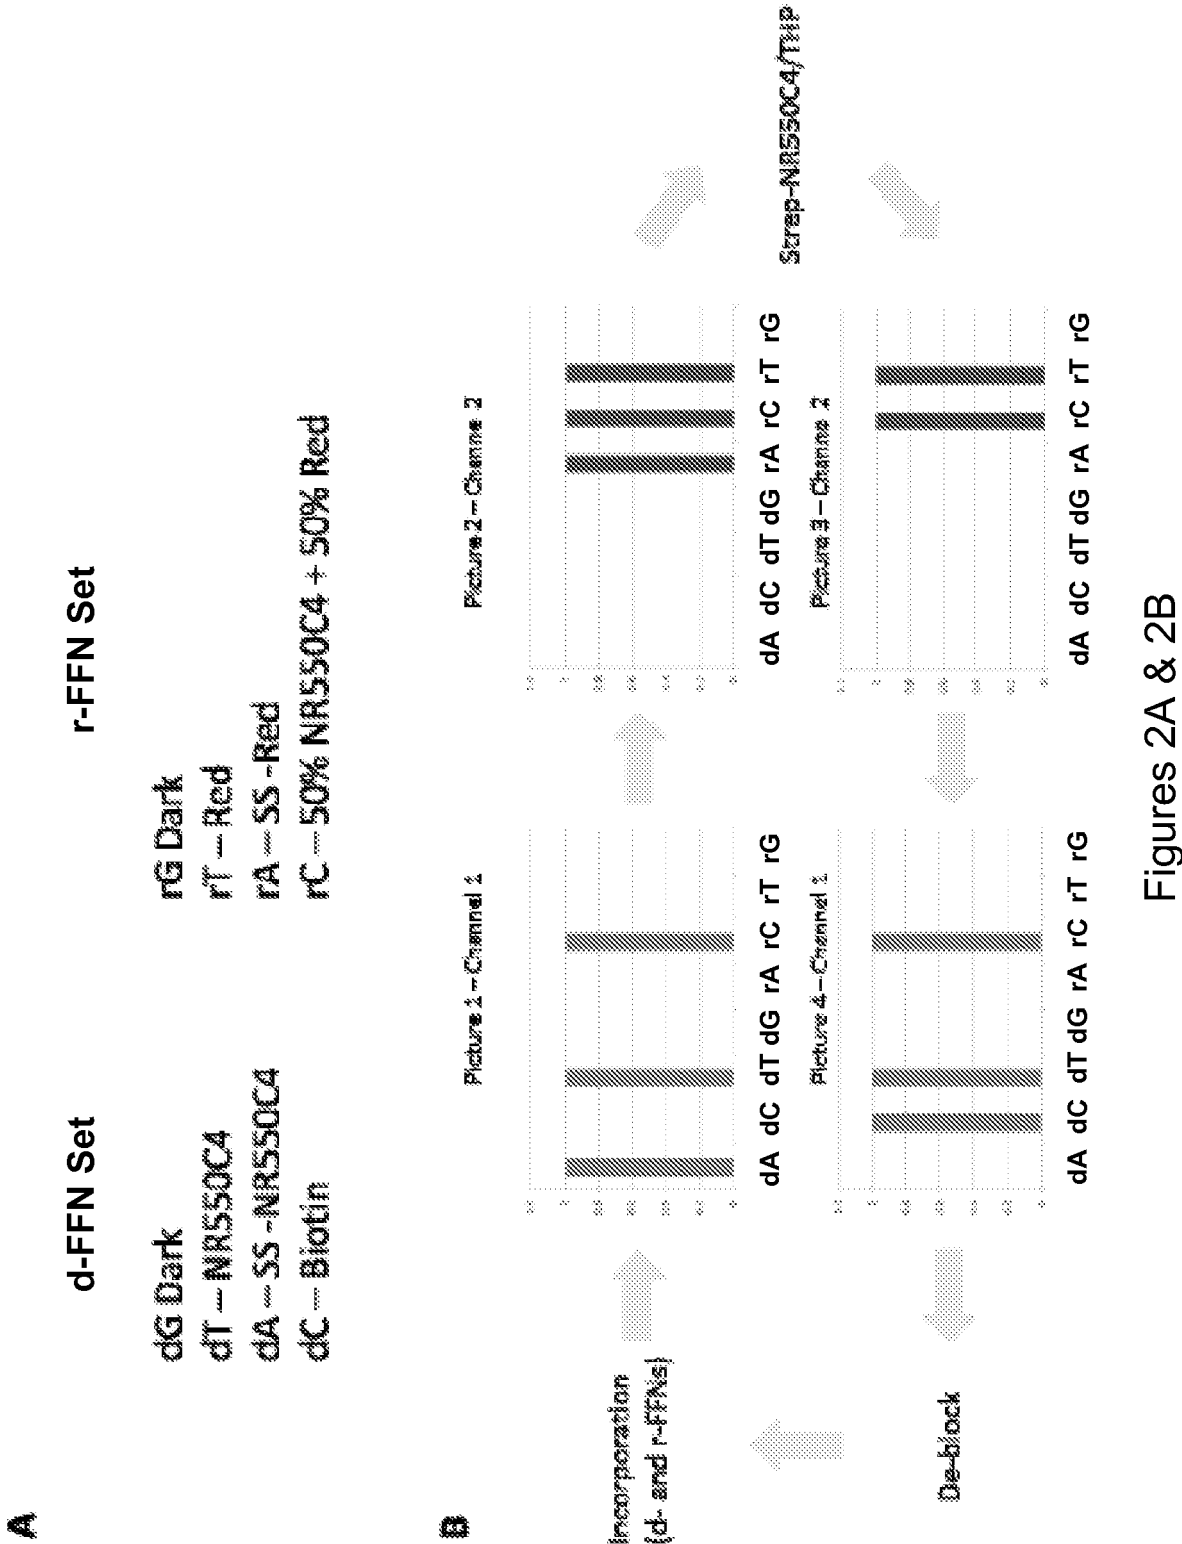 A
d-FFN Set
dG Dark
dT – NR550C4
dA – SS -NR550C4
dC – Biotin
r-FFN Set
rG Dark
rT – Red
rA – SS -Red
rC – 50% NR550C4 + 50% Red
B
Incorporation
(d- and r-FFNs)
Picture 1 – Channel 1
dA dC dT dG rA rC rT rG
Picture 2 – Channe 2
dA dC dT dG rA rC rT rG
Strep-NR550C4/THP
De-block
Picture 4 – Channel 1
dA dC dT dG rA rC rT rG
Picture 3 – Channe 2
dA dC dT dG rA rC rT rG
Figures 2A & 2B